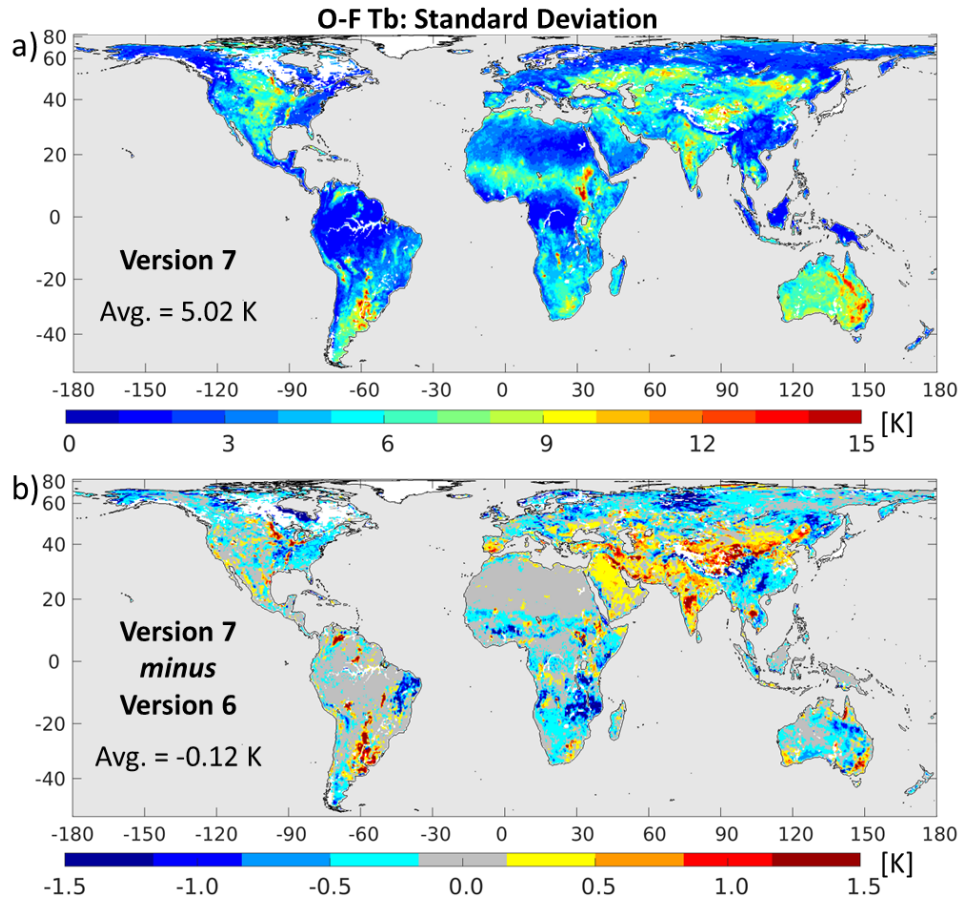 O-F Tb: Standard Deviation
a)
80
60
40
20
0
-20
-40
Version 7
Avg. = 5.02 K
-180 -150 -120 -90 -60 -30 0 30 60 90 120 150 180
0 3 6 9 12 15 [K]
b)
80
60
40
20
0
-20
-40
Version 7
minus
Version 6
Avg. = -0.12 K
-180 -150 -120 -90 -60 -30 0 30 60 90 120 150 180
-1.5 -1.0 -0.5 0.0 0.5 1.0 1.5 [K]